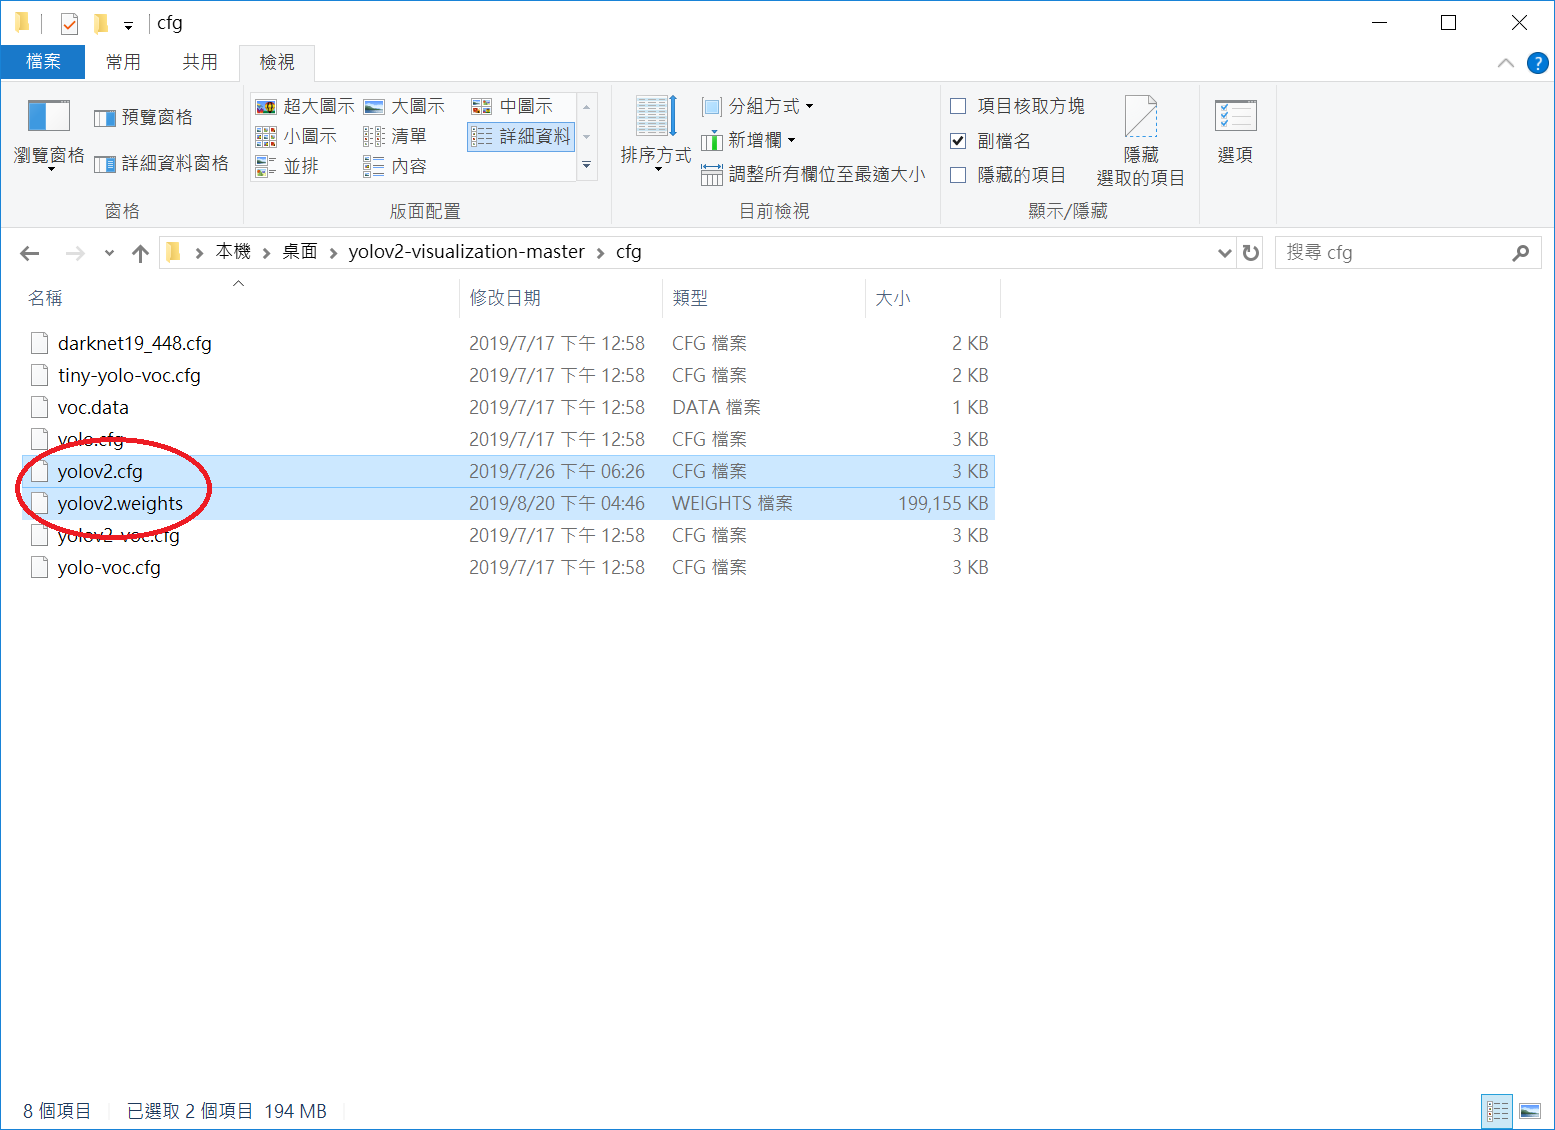 cfg
檔案 常用 共用 檢視
瀏覽窗格
預覽窗格
詳細資料窗格
窗格
超大圖示 大圖示 中圖示
小圖示 清單 詳細資料
並排 內容
版面配置
排序方式
分組方式
新增欄
調整所有欄位至最適大小
目前檢視
項目核取方塊
副檔名
隱藏的項目
隱藏
選取的項目
顯示/隱藏
選項
本機 桌面 yolov2-visualization-master cfg
搜尋 cfg
名稱 修改日期 類型 大小
darknet19_448.cfg 2019/7/17 下午 12:58 CFG 檔案 2 KB
tiny-yolo-voc.cfg 2019/7/17 下午 12:58 CFG 檔案 2 KB
voc.data 2019/7/17 下午 12:58 DATA 檔案 1 KB
yolo.cfg 2019/7/17 下午 12:58 CFG 檔案 3 KB
yolov2.cfg 2019/7/26 下午 06:26 CFG 檔案 3 KB
yolov2.weights 2019/8/20 下午 04:46 WEIGHTS 檔案 199,155 KB
yolov2-voc.cfg 2019/7/17 下午 12:58 CFG 檔案 3 KB
yolo-voc.cfg 2019/7/17 下午 12:58 CFG 檔案 3 KB
8 個項目 已選取 2 個項目 194 MB